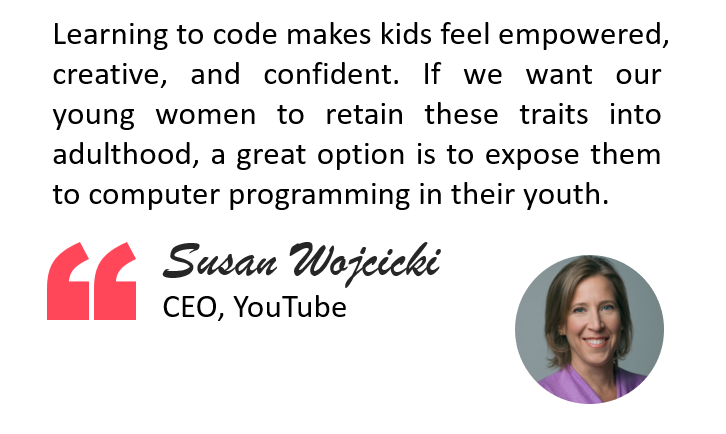 Learning to code makes kids feel empowered,
creative, and confident. If we want our
young women to retain these traits into
adulthood, a great option is to expose them
to computer programming in their youth.
Susan Wojcicki
CEO, YouTube